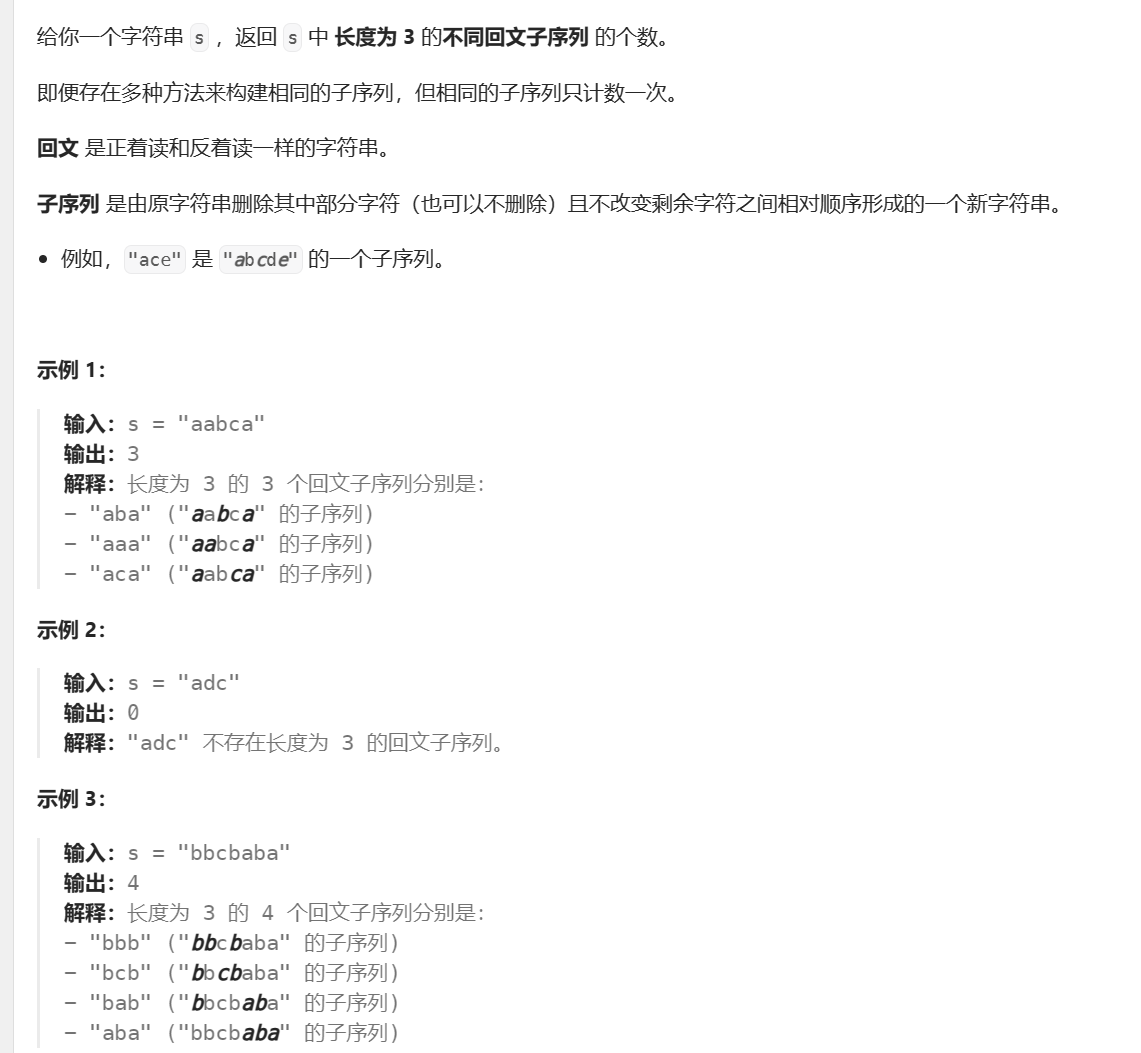 给你一个字符串 s ，返回 s 中 长度为 3 的不同回文子序列 的个数。
即便存在多种方法来构建相同的子序列，但相同的子序列只计数一次。
回文 是正着读和反着读一样的字符串。
子序列 是由原字符串删除其中部分字符（也可以不删除）且不改变剩余字符之间相对顺序形成的一个新字符串。
• 例如，"ace" 是 "abcde" 的一个子序列。
示例 1：
输入：s = "aabca"
输出：3
解释：长度为 3 的 3 个回文子序列分别是：
- "aba" ("aabca" 的子序列)
- "aaa" ("aabca" 的子序列)
- "aca" ("aabca" 的子序列)
示例 2：
输入：s = "adc"
输出：0
解释："adc" 不存在长度为 3 的回文子序列。
示例 3：
输入：s = "bbcbaba"
输出：4
解释：长度为 3 的 4 个回文子序列分别是：
- "bbb" ("bbcbaba" 的子序列)
- "bcb" ("bbcbaba" 的子序列)
- "bab" ("bbcbaba" 的子序列)
- "aba" ("bbcbaba" 的子序列)